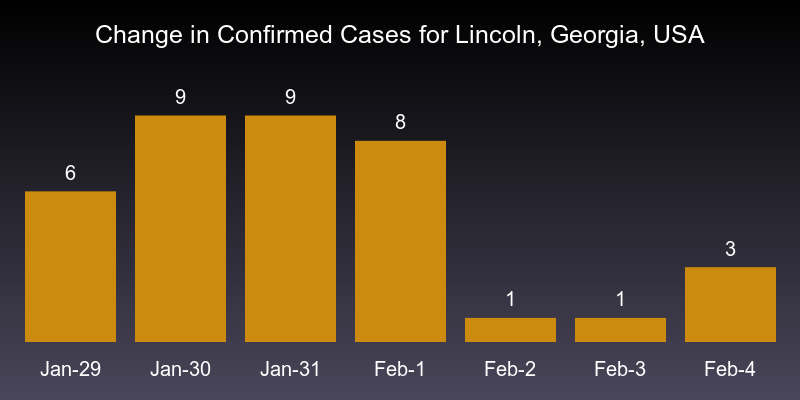 Change in Confirmed Cases for Lincoln, Georgia, USA
6 9 9 8 1 1 3
Jan-29 Jan-30 Jan-31 Feb-1 Feb-2 Feb-3 Feb-4